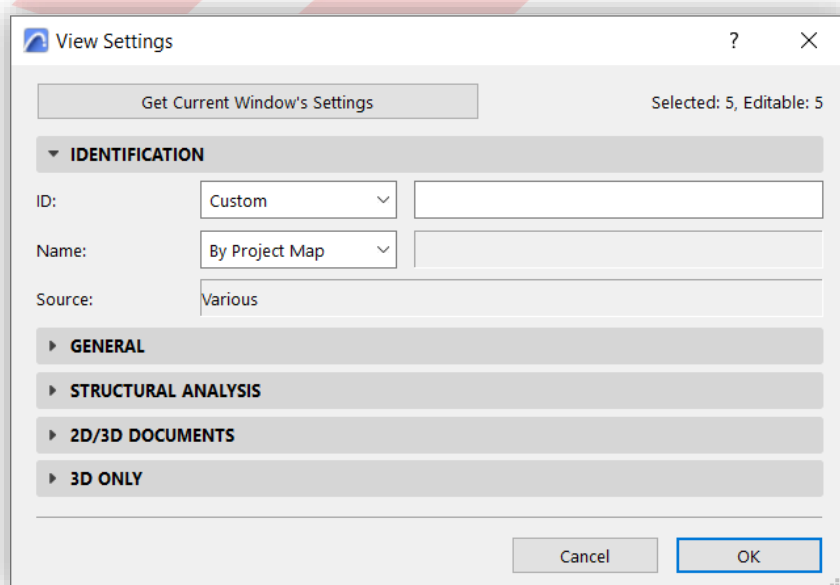 View Settings
?
Get Current Window's Settings
Selected: 5, Editable: 5
IDENTIFICATION
ID:
Custom
Name:
By Project Map
Source:
Various
GENERAL
STRUCTURAL ANALYSIS
2D/3D DOCUMENTS
3D ONLY
Cancel
OK